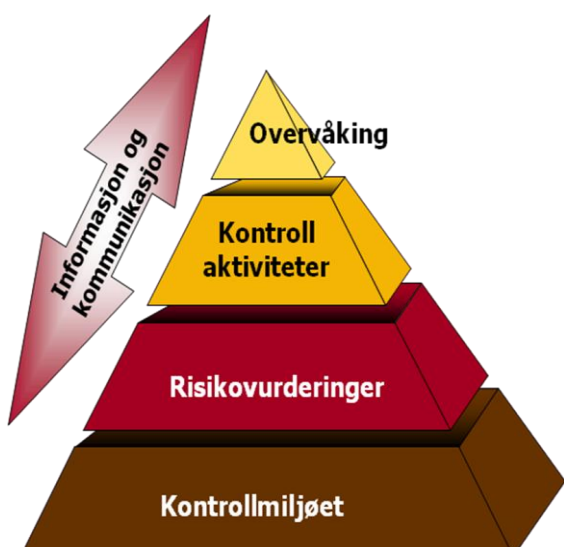 Informasjon og
kommunikasjon
Overvåking
Kontroll
aktiviteter
Risikovurderinger
Kontrollmiljøet